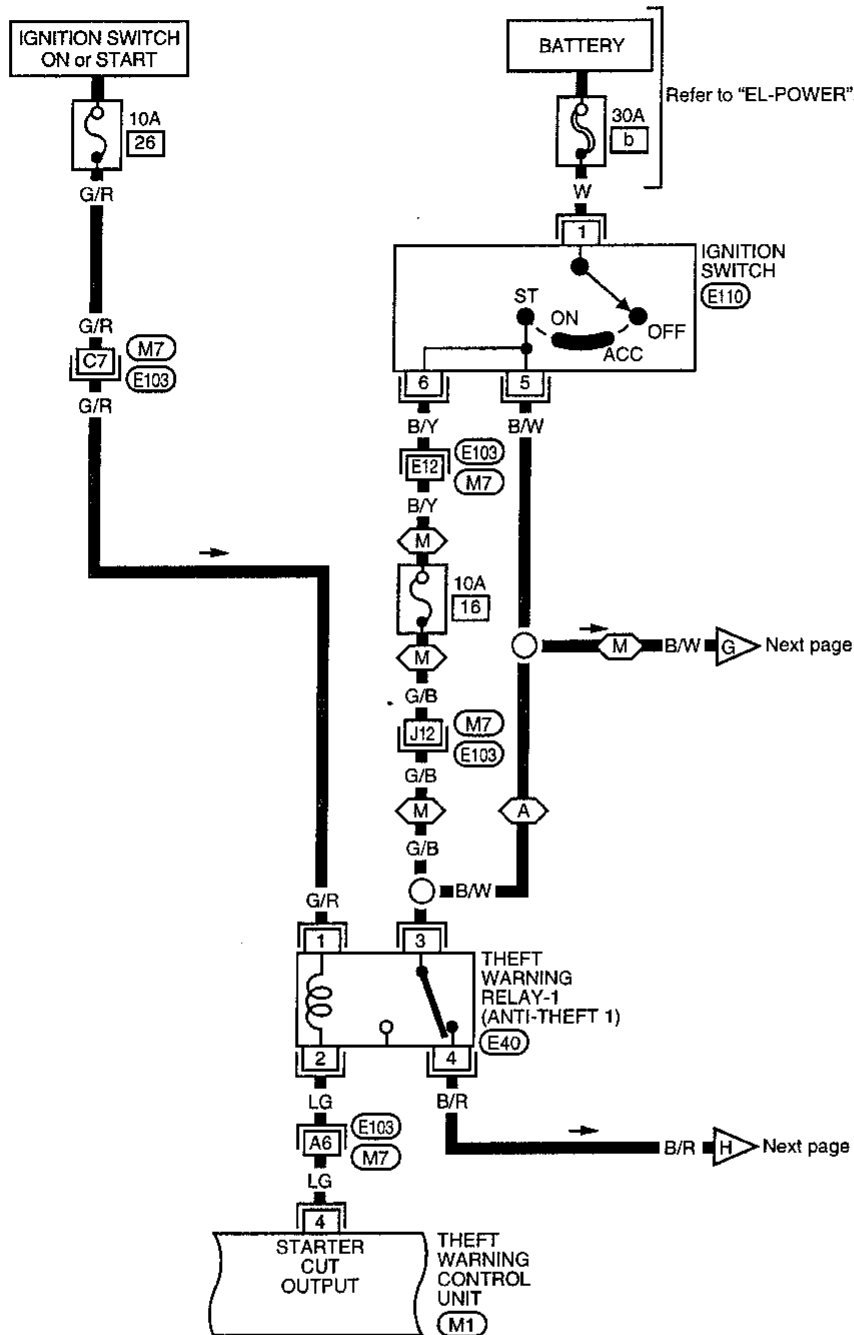 IGNITION SWITCH
ON or START
BATTERY
Refer to "EL-POWER".
10A
26
30A
b
G/R
W
1
IGNITION
SWITCH
E110
ST
ON
OFF
ACC
G/R
C7
M7
E103
G/R
6
5
B/Y
B/W
E12
E103
M7
B/Y
M
10A
16
M
B/W
G
Next page
M
G/B
J12
M7
E103
G/B
M
A
G/B
B/W
G/R
1
3
THEFT
WARNING
RELAY-1
(ANTI-THEFT 1)
E40
2
4
LG
B/R
A6
E103
M7
B/R
H
Next page
LG
4
STARTER
CUT
OUTPUT
THEFT
WARNING
CONTROL
UNIT
M1